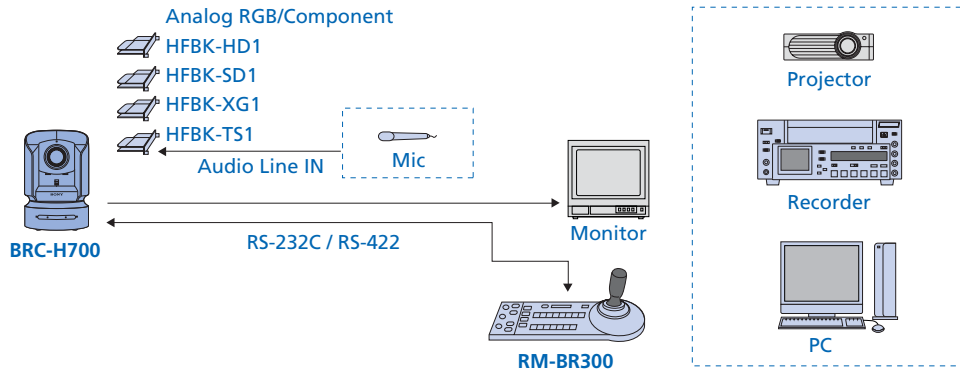 Analog RGB/Component
HFBK-HD1
HFBK-SD1
HFBK-XG1
HFBK-TS1
Audio Line IN
Mic
SONY
BRC-H700
RS-232C / RS-422
Monitor
RM-BR300
Projector
Recorder
PC